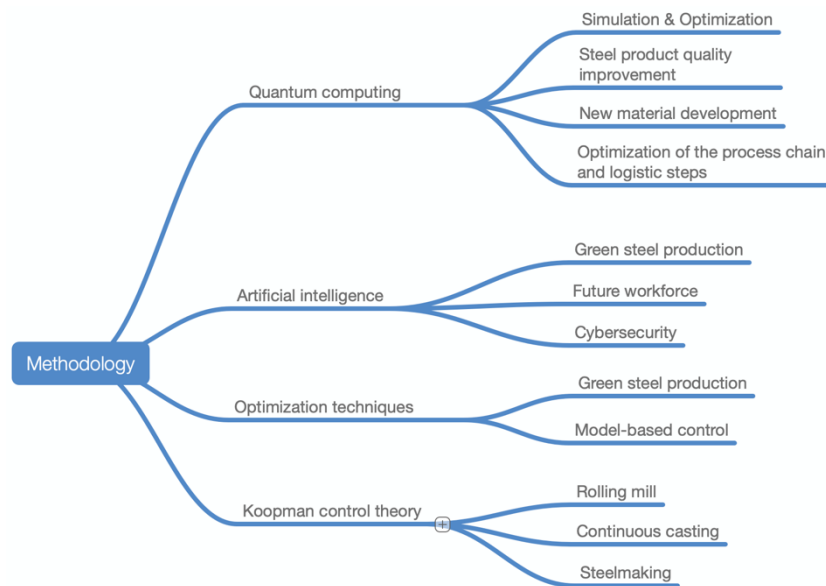 Methodology
Quantum computing
Simulation & Optimization
Steel product quality
improvement
New material development
Optimization of the process chain
and logistic steps
Artificial intelligence
Green steel production
Future workforce
Cybersecurity
Optimization techniques
Green steel production
Model-based control
Koopman control theory
Rolling mill
Continuous casting
Steelmaking